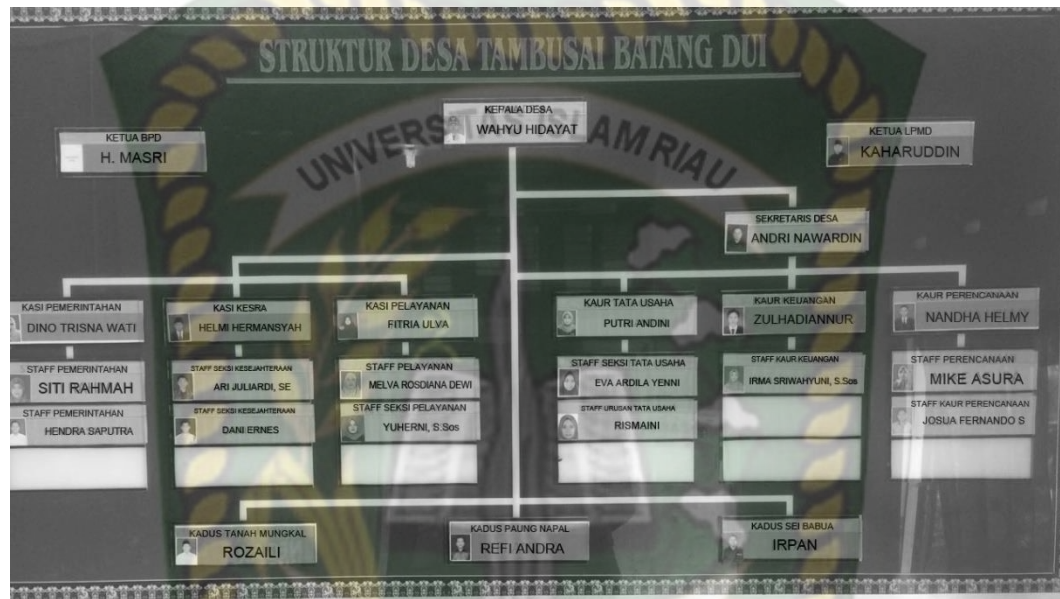 STRUKTUR DESA TAMBUSAI BATANG DUI
UNIVERSITAS ISLAM RIAU
KEPALA DESA
WAHYU HIDAYAT
KETUA BPD
H. MASRI
KETUA LPMD
KAHARUDDIN
SEKRETARIS DESA
ANDRI NAWARDIN
KASI PEMERINTAHAN
DINO TRISNA WATI
KASI KESRA
HELMI HERMANSYAH
KASI PELAYANAN
FITRIA ULVA
KAUR TATA USAHA
PUTRI ANDINI
KAUR KEUANGAN
ZULHADIANNUR
KAUR PERENCANAAN
NANDHA HELMY
STAFF PEMERINTAHAN
SITI RAHMAH
STAFF SEKSI KESEJAHTERAAN
ARI JULIARDI, SE
STAFF PELAYANAN
MELVA ROSDIANA DEWI
STAFF SEKSI TATA USAHA
EVA ARDILA YENNI
STAFF KAUR KEUANGAN
IRMA SRIWAHYUNI, S.Sos
STAFF PERENCANAAN
MIKE ASURA
STAFF PEMERINTAHAN
HENDRA SAPUTRA
STAFF SEKSI KESEJAHTERAAN
DANI ERNES
STAFF SEKSI PELAYANAN
YUHERNI, S.Sos
STAFF URUSAN TATA USAHA
RISMAINI
STAFF KAUR PERENCANAAN
JOSUA FERNANDO S
KADUS TANAH MUNGKAL
ROZAILI
KADUS PAUNG NAPAL
REFI ANDRA
KADUS SEI BABUA
IRPAN